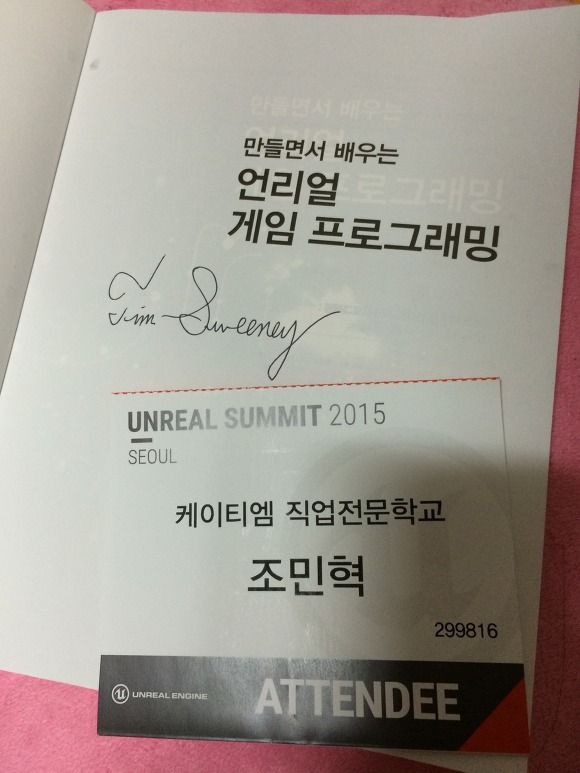 만들면서 배우는
언리얼
게임 프로그래밍
Tim Sweeney
UNREAL SUMMIT 2015
SEOUL
케이티엠 직업전문학교
조민혁
299816
UNREAL ENGINE
ATTENDEE